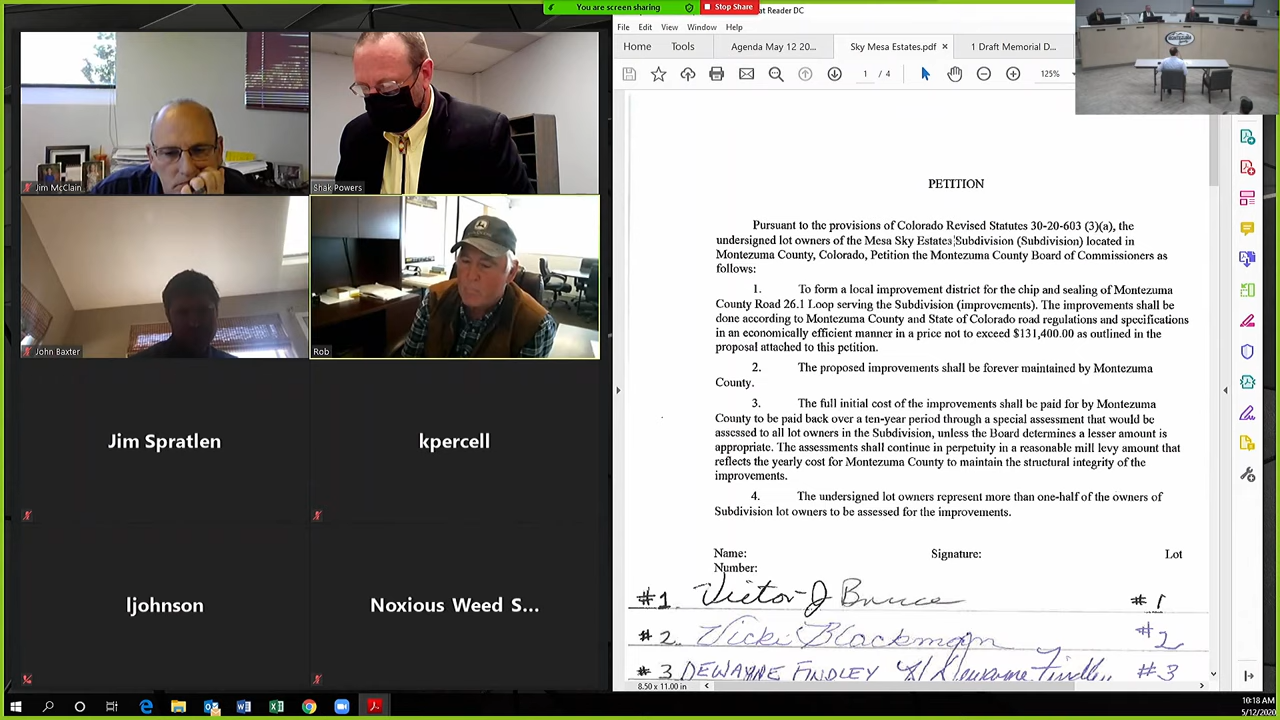 You are screen sharing
Stop Share
at Reader DC
File Edit View Window Help
Home Tools Agenda May 12 20... Sky Mesa Estates.pdf × 1 Draft Memorial D...
1 / 4 125%
MONTEZUMA
Jim McClain
Shak Powers
John Baxter
Rob
Jim Spratlen
kpercell
ljohnson
Noxious Weed S...
PETITION
Pursuant to the provisions of Colorado Revised Statutes 30-20-603 (3)(a), the
undersigned lot owners of the Mesa Sky Estates Subdivision (Subdivision) located in
Montezuma County, Colorado, Petition the Montezuma County Board of Commissioners as
follows:
1. To form a local improvement district for the chip and sealing of Montezuma
County Road 26.1 Loop serving the Subdivision (improvements). The improvements shall be
done according to Montezuma County and State of Colorado road regulations and specifications
in an economically efficient manner in a price not to exceed $131,400.00 as outlined in the
proposal attached to this petition.
2. The proposed improvements shall be forever maintained by Montezuma
County.
3. The full initial cost of the improvements shall be paid for by Montezuma
County to be paid back over a ten-year period through a special assessment that would be
assessed to all lot owners in the Subdivision, unless the Board determines a lesser amount is
appropriate. The assessments shall continue in perpetuity in a reasonable mill levy amount that
reflects the yearly cost for Montezuma County to maintain the structural integrity of the
improvements.
4. The undersigned lot owners represent more than one-half of the owners of
Subdivision lot owners to be assessed for the improvements.
Name: Signature: Lot
Number:
#1. Victor J Bruce #1
#2. Vicki Blackman #2
#3 DEWAYNE FINDLEY Dewayne Findle #3
8.50 x 11.00 in
10:18 AM
5/12/2020